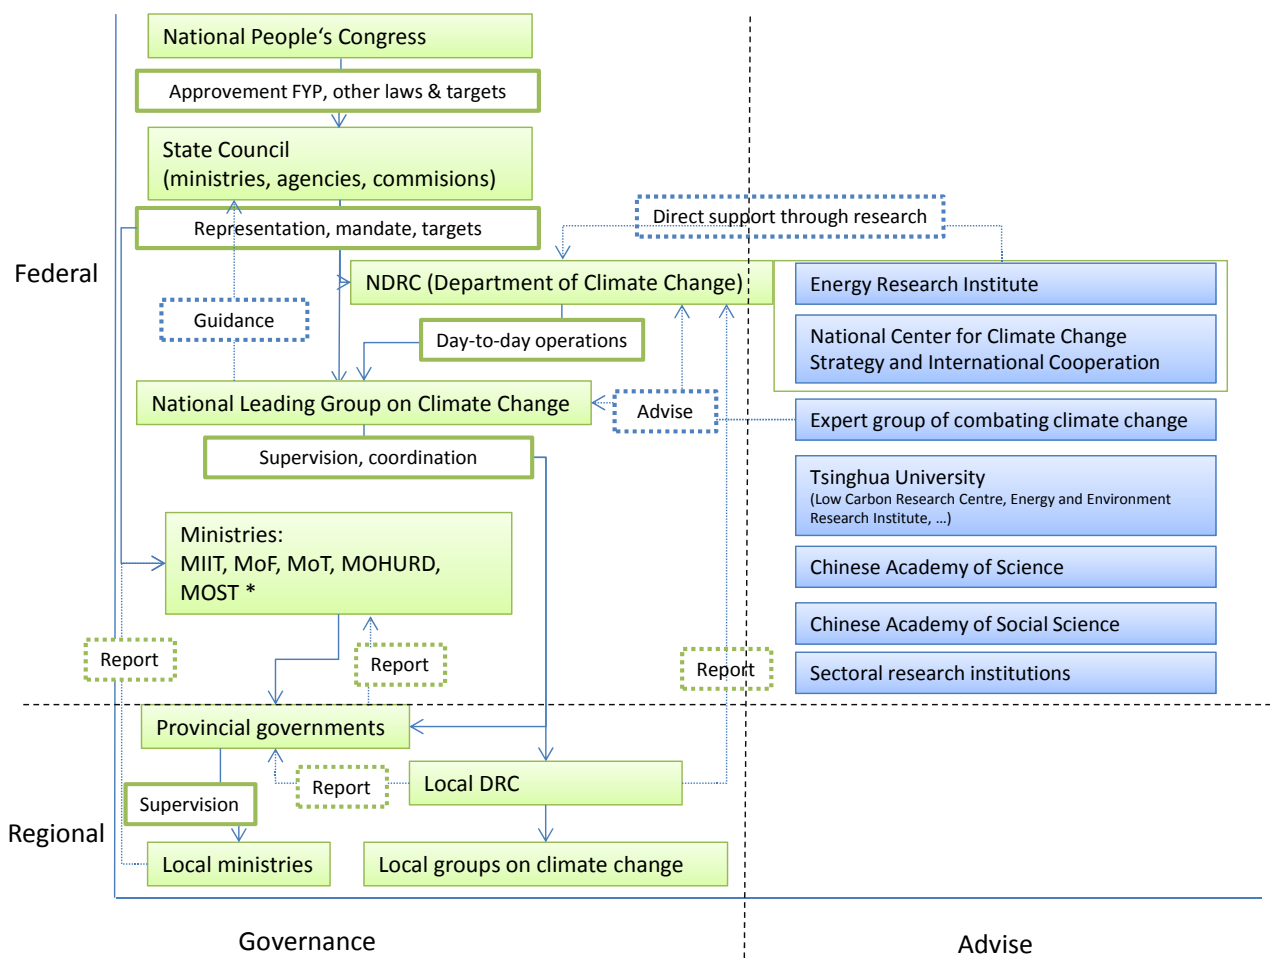 National People‘s Congress
Approvement FYP, other laws & targets
State Council
(ministries, agencies, commisions)
Representation, mandate, targets
Direct support through research
Federal
NDRC (Department of Climate Change)
Energy Research Institute
Guidance
Day-to-day operations
National Center for Climate Change
Strategy and International Cooperation
National Leading Group on Climate Change
Advise
Expert group of combating climate change
Supervision, coordination
Tsinghua University
(Low Carbon Research Centre, Energy and Environment
Research Institute, …)
Ministries:
MIIT, MoF, MoT, MOHURD,
MOST *
Chinese Academy of Science
Chinese Academy of Social Science
Report
Report
Report
Sectoral research institutions
Provincial governments
Report
Local DRC
Supervision
Regional
Local ministries
Local groups on climate change
Governance
Advise